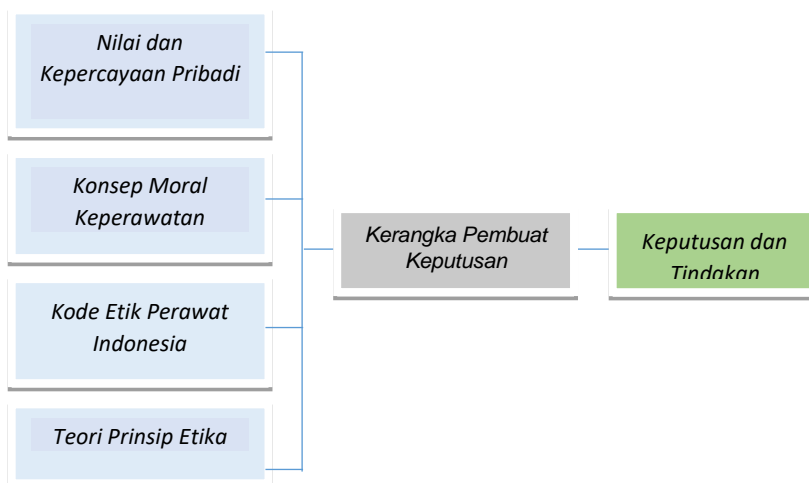 Nilai dan
Kepercayaan Pribadi
Konsep Moral
Keperawatan
Kode Etik Perawat
Indonesia
Teori Prinsip Etika
Kerangka Pembuat
Keputusan
Keputusan dan
Tindakan